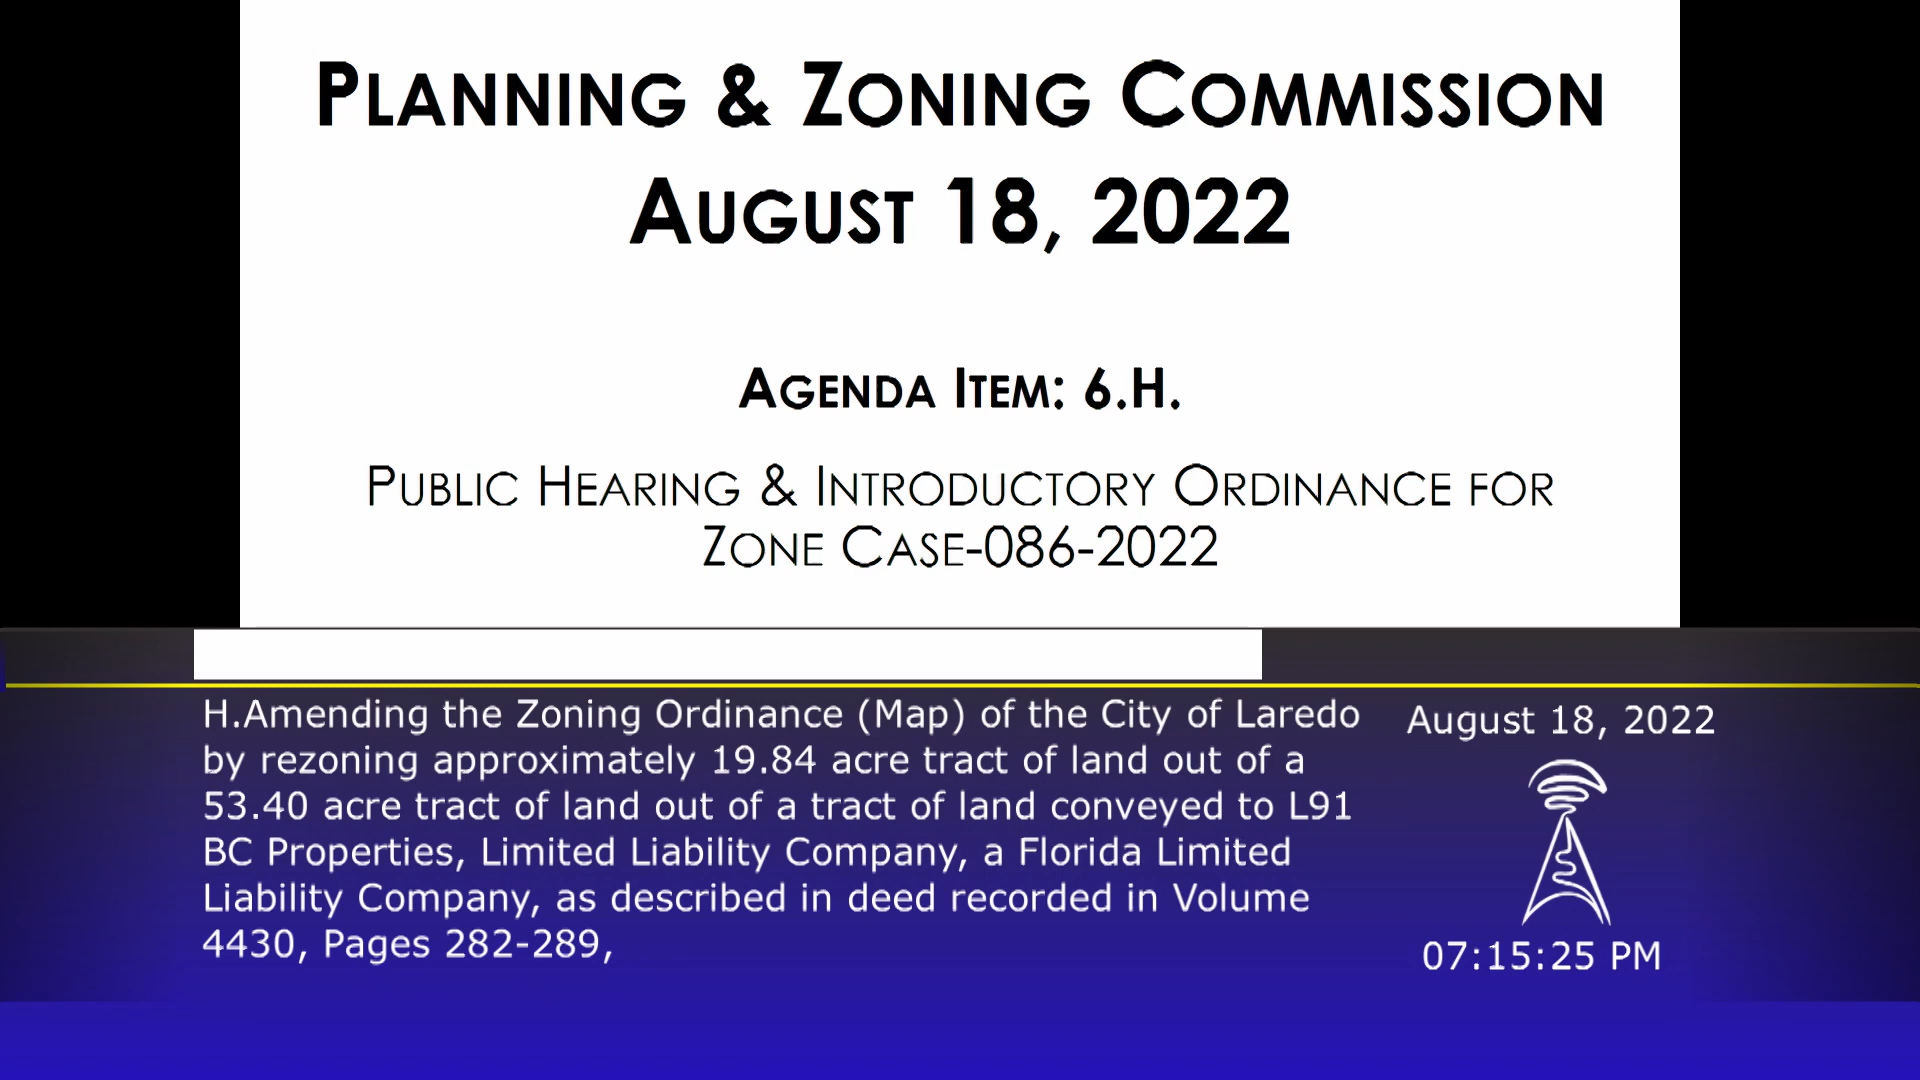 PLANNING & ZONING COMMISSION
AUGUST 18, 2022
AGENDA ITEM: 6.H.
PUBLIC HEARING & INTRODUCTORY ORDINANCE FOR
ZONE CASE-086-2022
H.Amending the Zoning Ordinance (Map) of the City of Laredo
by rezoning approximately 19.84 acre tract of land out of a
53.40 acre tract of land out of a tract of land conveyed to L91
BC Properties, Limited Liability Company, a Florida Limited
Liability Company, as described in deed recorded in Volume
4430, Pages 282-289,
August 18, 2022
07:15:25 PM